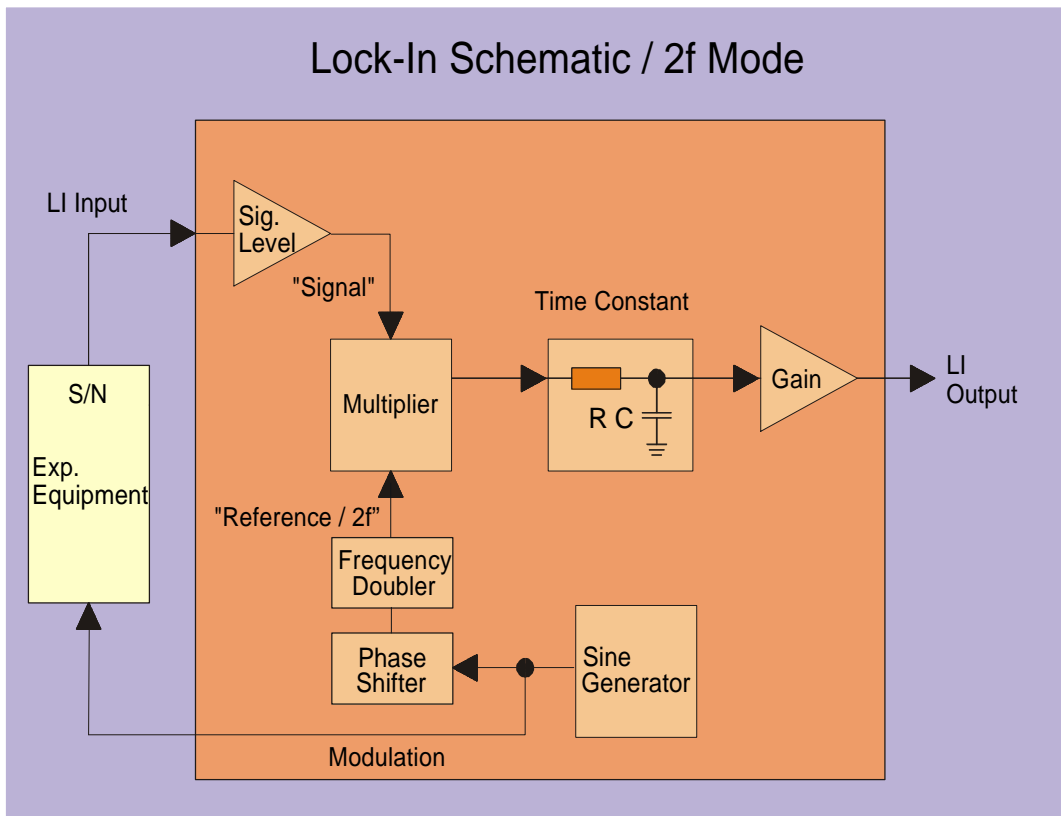 Lock-In Schematic / 2f Mode
LI Input
Sig.
Level
"Signal"
Time Constant
Multiplier
R C
Gain
LI
Output
S/N
Exp.
Equipment
"Reference / 2f”
Frequency
Doubler
Phase
Shifter
Sine
Generator
Modulation